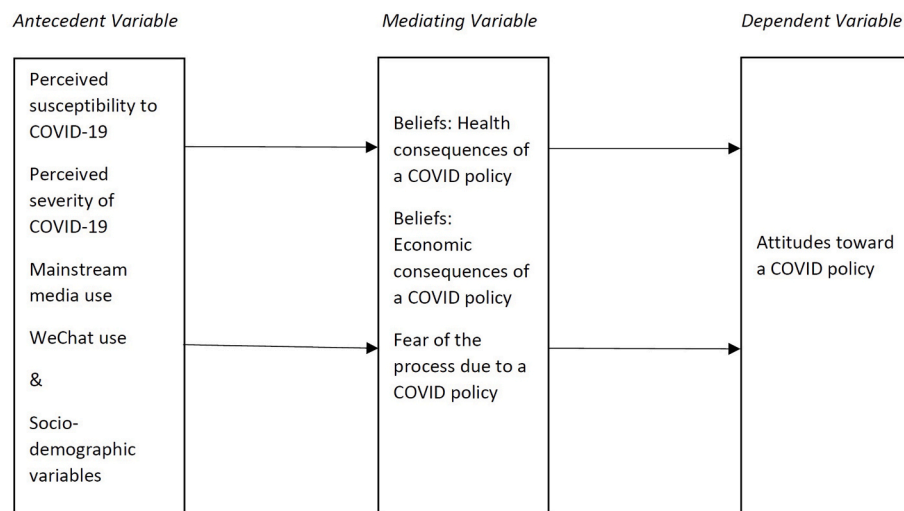 Antecedent Variable
Mediating Variable
Dependent Variable
Perceived
susceptibility to
COVID-19
Perceived
severity of
COVID-19
Mainstream
media use
WeChat use
&
Socio-
demographic
variables
Beliefs: Health
consequences of
a COVID policy
Beliefs:
Economic
consequences of
a COVID policy
Fear of the
process due to a
COVID policy
Attitudes toward
a COVID policy